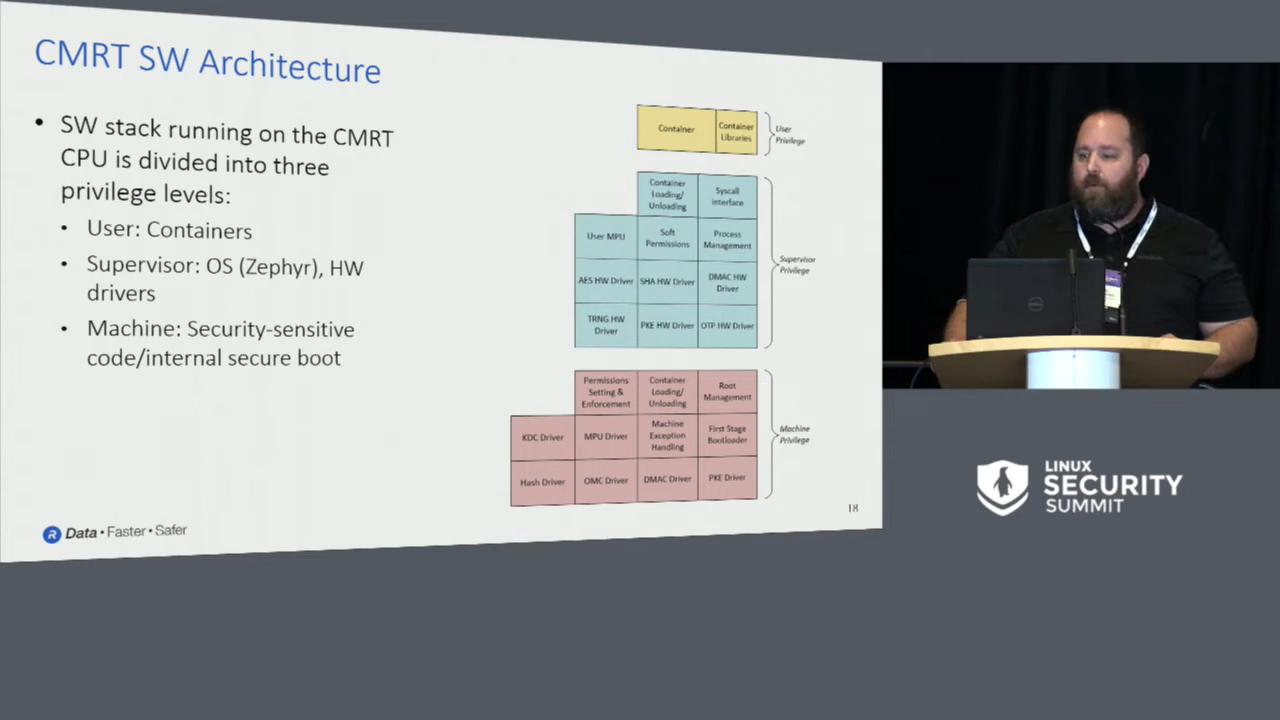 CMRT SW Architecture
• SW stack running on the CMRT
CPU is divided into three
privilege levels:
• User: Containers
• Supervisor: OS (Zephyr), HW
drivers
• Machine: Security-sensitive
code/internal secure boot
Container
Container
Libraries
User
Privilege
Container
Loading/
Unloading
Syscall
interface
User MPU
Soft
Permissions
Process
Management
AES HW Driver
SHA HW Driver
DMAC HW
Driver
TRNG HW
Driver
PKE HW Driver
OTP HW Driver
Supervisor
Privilege
Permissions
Setting &
Enforcement
Container
Loading/
Unloading
Root
Management
KDC Driver
MPU Driver
Machine
Exception
Handling
First Stage
Bootloader
Hash Driver
OMC Driver
DMAC Driver
PKE Driver
Machine
Privilege
18
R Data • Faster • Safer
LINUX
SECURITY
SUMMIT